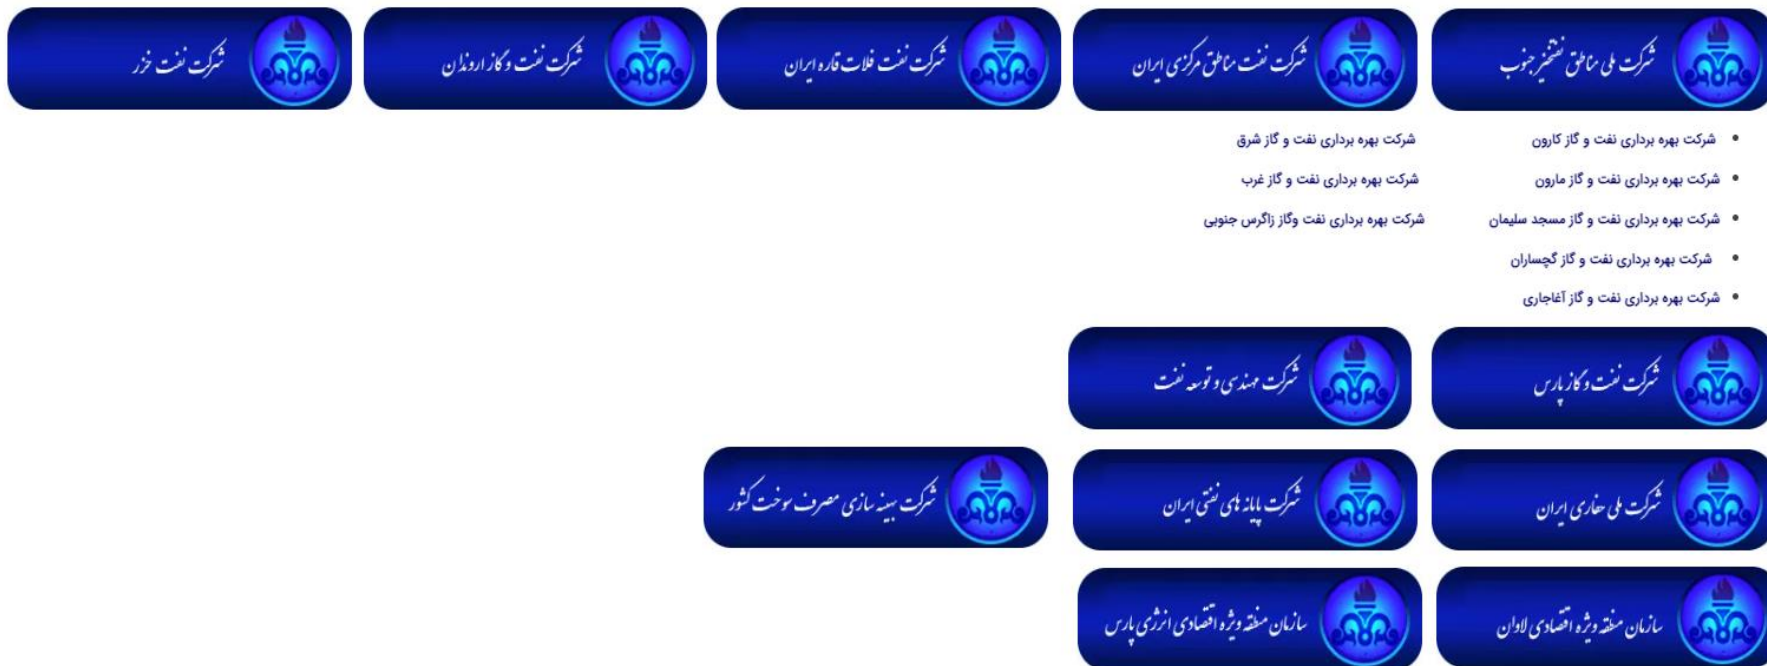 شرکت ملی مناطق نفتخیز جنوب
شرکت نفت مناطق مرکزی ایران
شرکت نفت فلات قاره ایران
شرکت نفت و گاز اروندان
شرکت نفت خزر
شرکت بهره برداری نفت و گاز کارون
شرکت بهره برداری نفت و گاز شرق
شرکت بهره برداری نفت و گاز مارون
شرکت بهره برداری نفت و گاز غرب
شرکت بهره برداری نفت و گاز مسجد سلیمان
شرکت بهره برداری نفت وگاز زاگرس جنوبی
شرکت بهره برداری نفت و گاز گچساران
شرکت بهره برداری نفت و گاز آغاجاری
شرکت نفت و گاز پارس
شرکت مهندسی و توسعه نفت
شرکت ملی حفاری ایران
شرکت پایانه های نفتی ایران
شرکت بهینه سازی مصرف سوخت کشور
سازمان منطقه ویژه اقتصادی لاوان
سازمان منطقه ویژه اقتصادی انرژی پارس